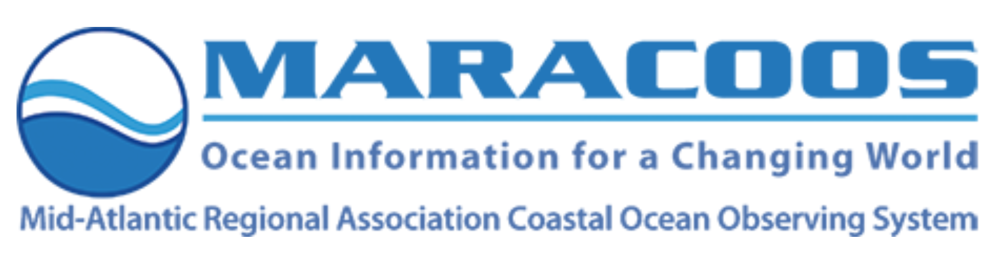 MARACOOS
Ocean Information for a Changing World
Mid-Atlantic Regional Association Coastal Ocean Observing System